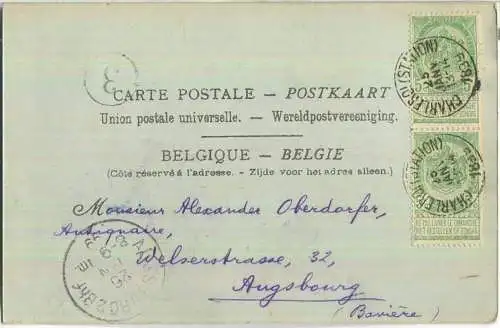 3
CARTE POSTALE – POSTKAART
Union postale universelle. – Wereldpostvereeniging.
BELGIQUE – BELGIE
(Côté réservé à l'adresse. – Zijde voor het adres alleen.)
CHARLEROI (STATION)
CHARLEROI (STATION)
Monsieur Alexander Oberdorfer,
Antiquaire,
Welserstrasse, 32,
Augsbourg
(Bavière)